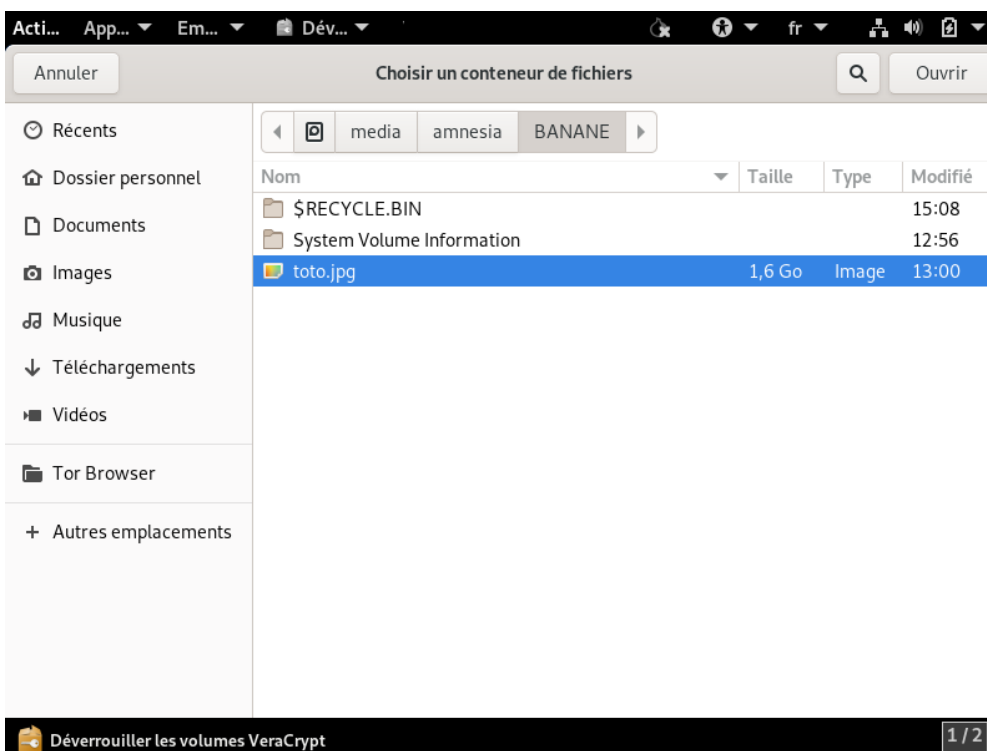 Acti... App... Em... Dév... fr
Annuler Choisir un conteneur de fichiers Ouvrir
Récents
Dossier personnel
Documents
Images
Musique
Téléchargements
Vidéos
Tor Browser
+ Autres emplacements
media amnesia BANANE
Nom Taille Type Modifié
$RECYCLE.BIN 15:08
System Volume Information 12:56
toto.jpg 1,6 Go Image 13:00
Déverrouiller les volumes VeraCrypt 1 / 2